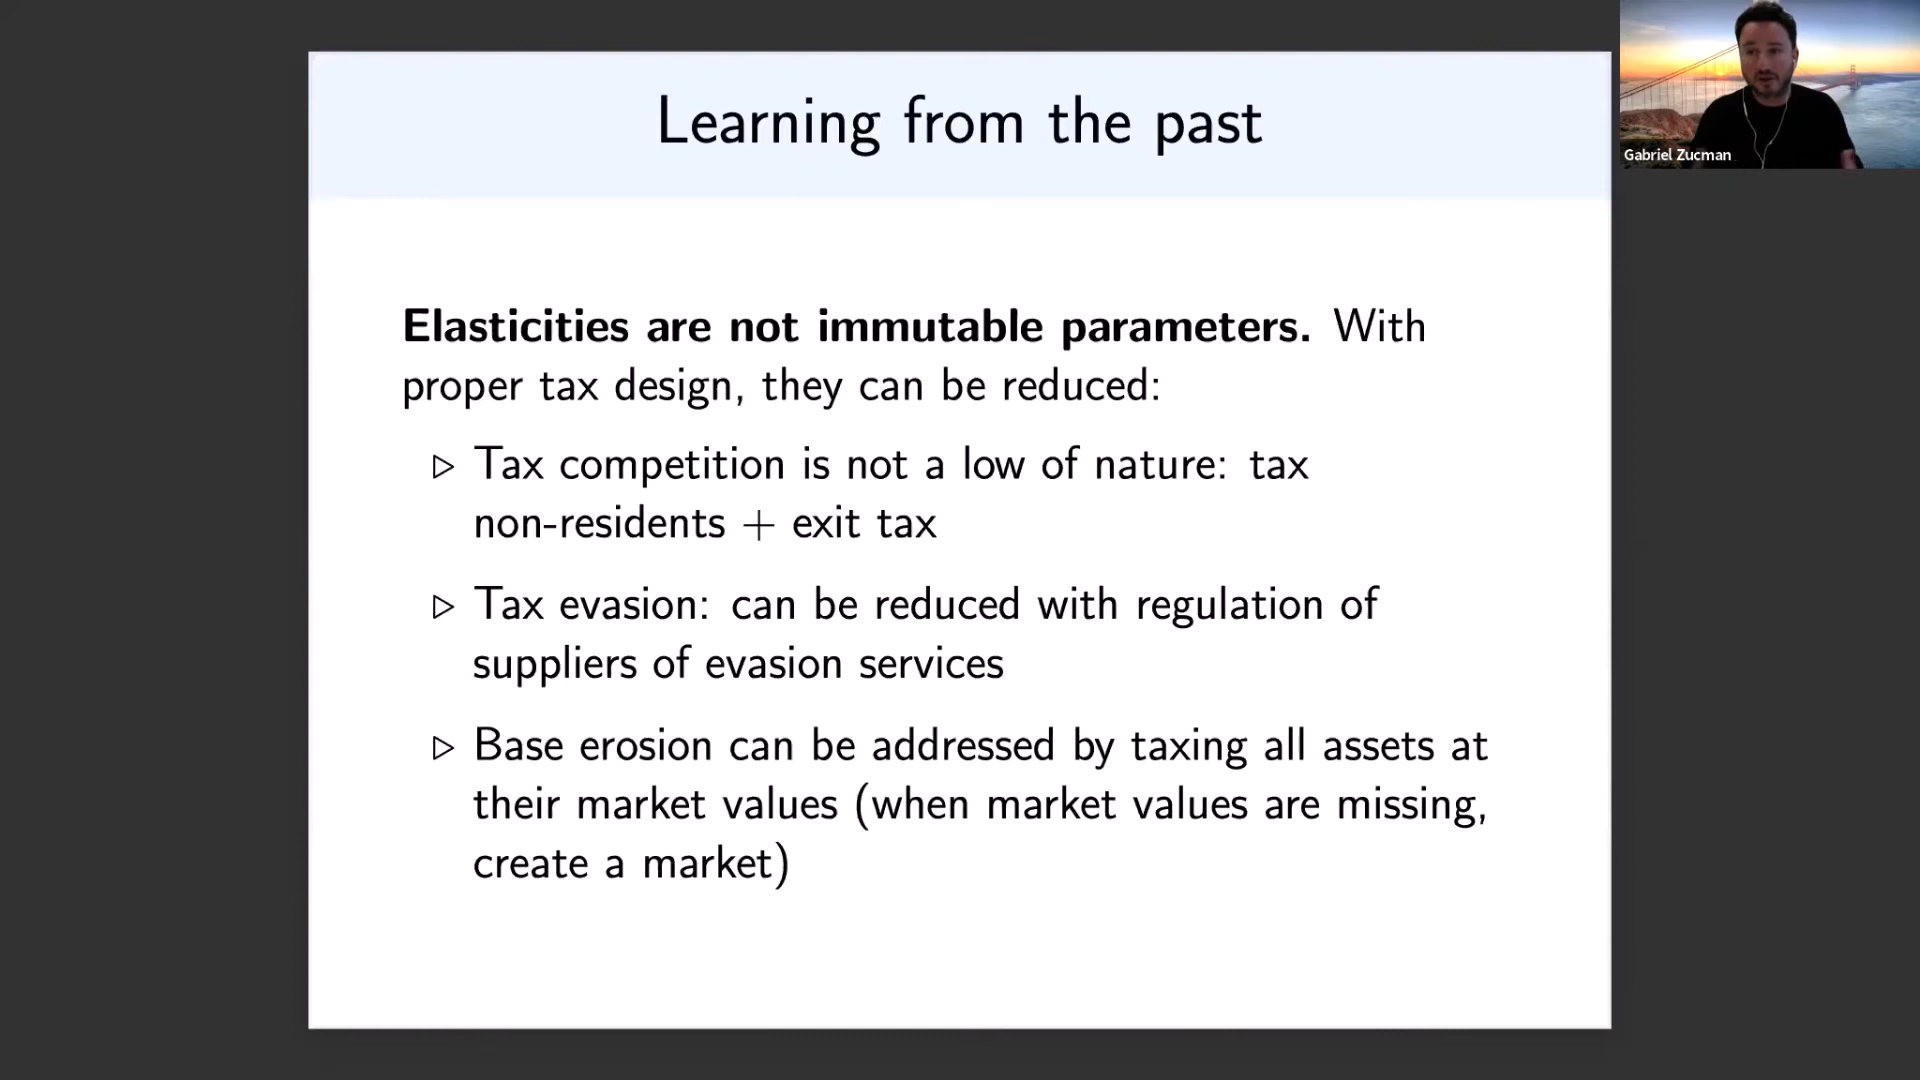 Learning from the past
Gabriel Zucman
Elasticities are not immutable parameters. With
proper tax design, they can be reduced:
▷ Tax competition is not a low of nature: tax
non-residents + exit tax
▷ Tax evasion: can be reduced with regulation of
suppliers of evasion services
▷ Base erosion can be addressed by taxing all assets at
their market values (when market values are missing,
create a market)